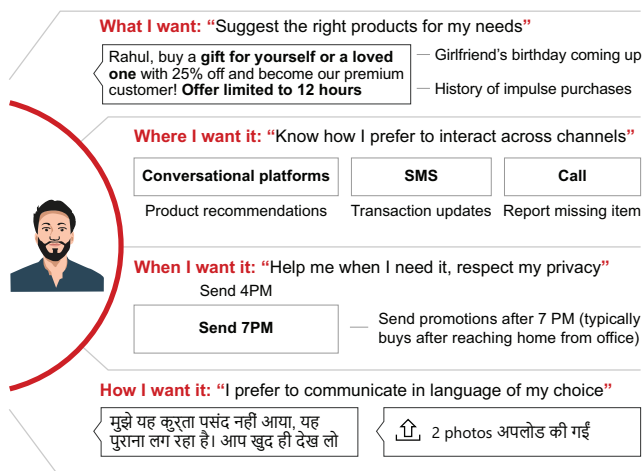 What I want: “Suggest the right products for my needs”
Rahul, buy a gift for yourself or a loved
one with 25% off and become our premium
customer! Offer limited to 12 hours
Girlfriend’s birthday coming up
History of impulse purchases
Where I want it: “Know how I prefer to interact across channels”
Conversational platforms
SMS
Call
Product recommendations
Transaction updates
Report missing item
When I want it: “Help me when I need it, respect my privacy”
Send 4PM
Send 7PM
Send promotions after 7 PM (typically
buys after reaching home from office)
How I want it: “I prefer to communicate in language of my choice”
मुझे यह कुर्ता पसंद नहीं आया, यह
पुराना लग रहा है। आप खुद ही देख लो
2 photos अपलोड की गईं